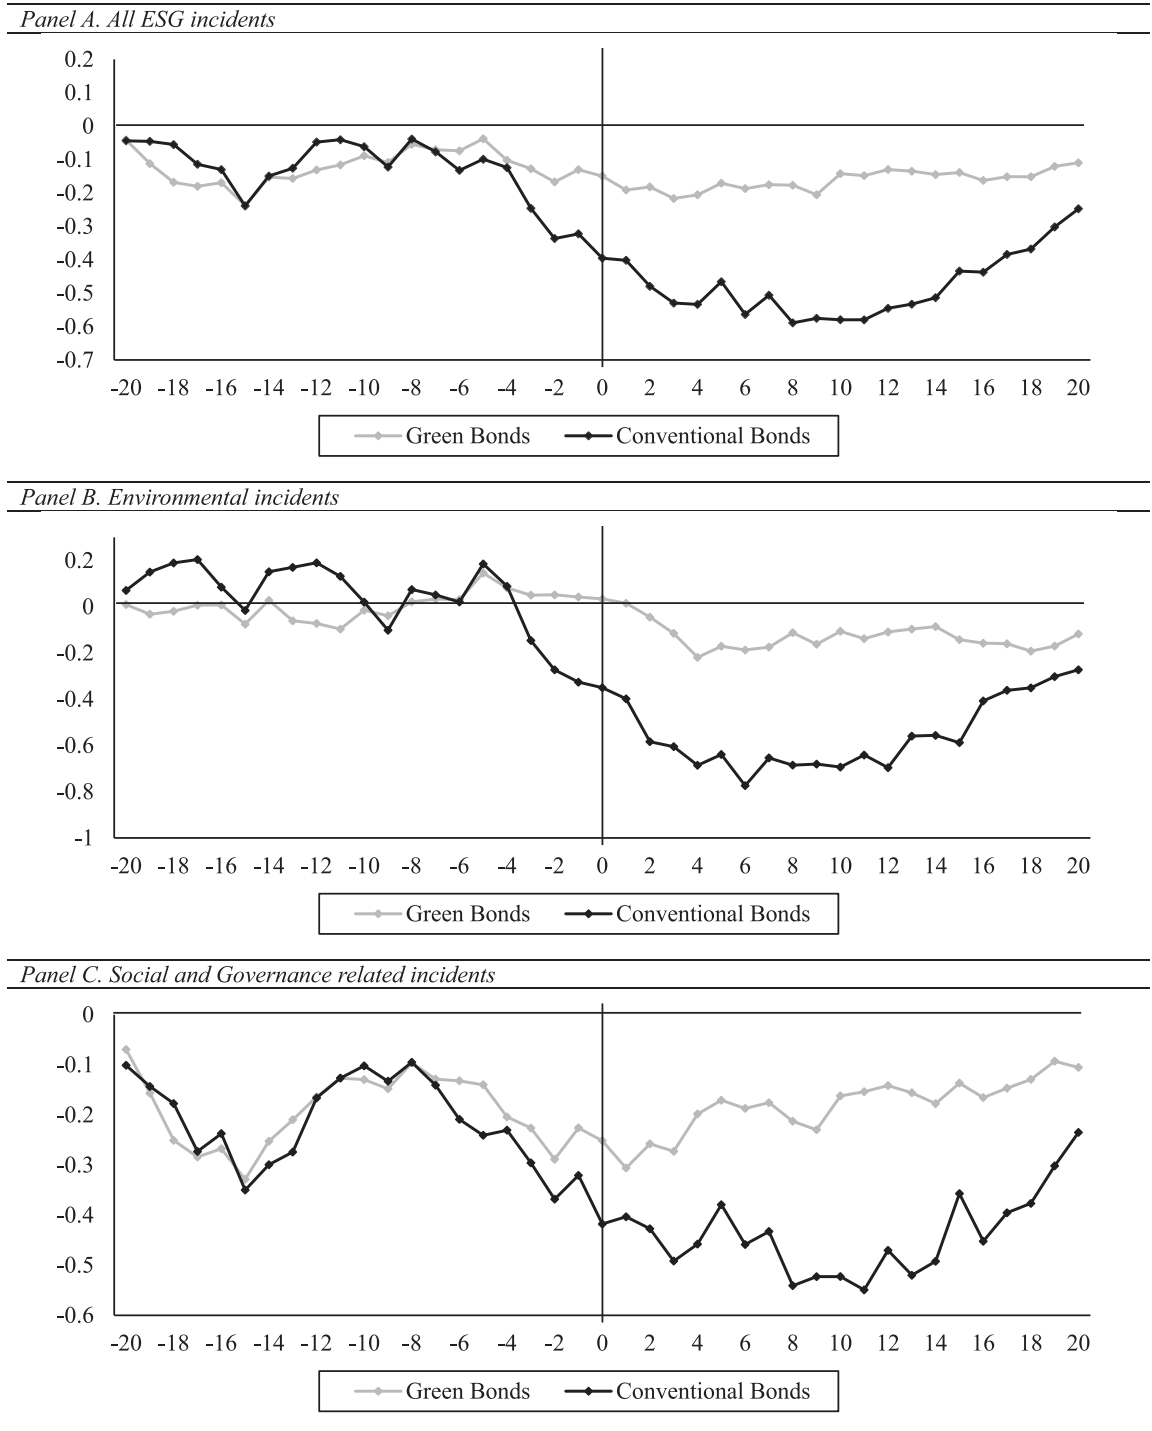 Panel A. All ESG incidents
0.2
0.1
0
-0.1
-0.2
-0.3
-0.4
-0.5
-0.6
-0.7
-20 -18 -16 -14 -12 -10 -8 -6 -4 -2 0 2 4 6 8 10 12 14 16 18 20
Green Bonds Conventional Bonds
Panel B. Environmental incidents
0.2
0
-0.2
-0.4
-0.6
-0.8
-1
-20 -18 -16 -14 -12 -10 -8 -6 -4 -2 0 2 4 6 8 10 12 14 16 18 20
Green Bonds Conventional Bonds
Panel C. Social and Governance related incidents
0
-0.1
-0.2
-0.3
-0.4
-0.5
-0.6
-20 -18 -16 -14 -12 -10 -8 -6 -4 -2 0 2 4 6 8 10 12 14 16 18 20
Green Bonds Conventional Bonds